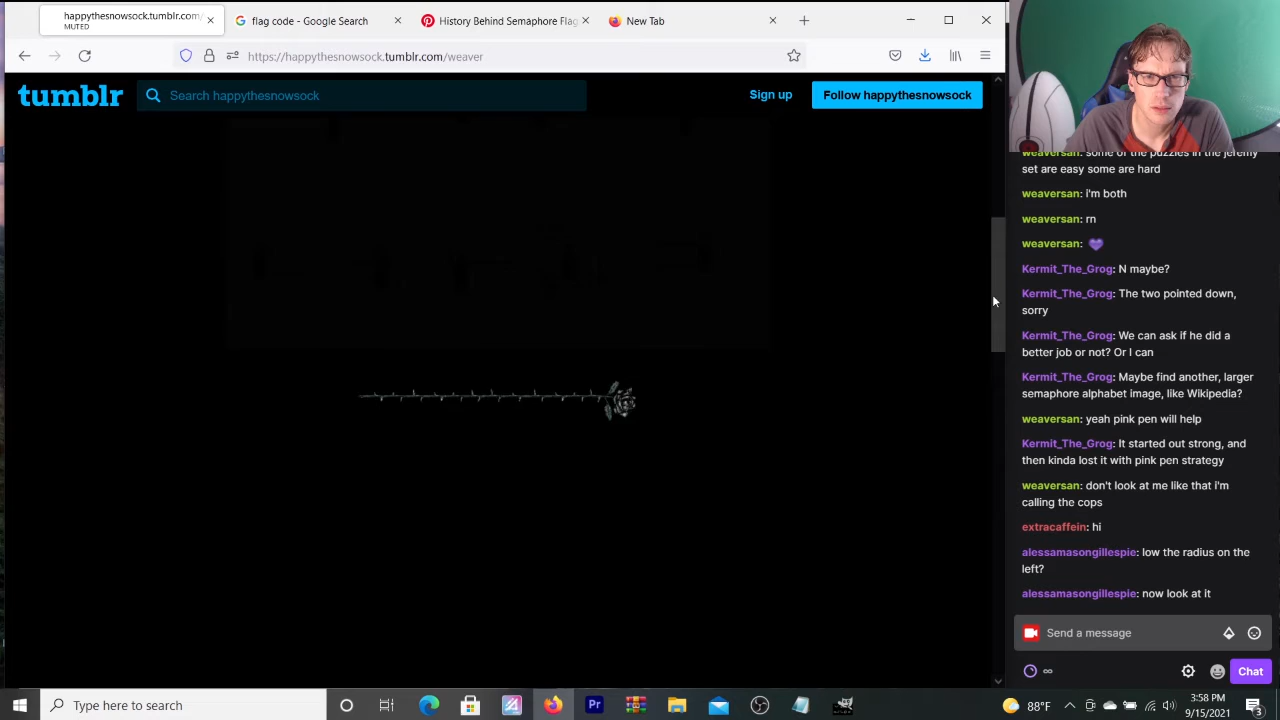 happythesnowsock.tumblr.com/
MUTED
flag code - Google Search
History Behind Semaphore Flag
New Tab
https://happythesnowsock.tumblr.com/weaver
tumblr
Search happythesnowsock
Sign up
Follow happythesnowsock
weaversan: some of the puzzles in the jeremy
set are easy some are hard
weaversan: i'm both
weaversan: rn
weaversan:
Kermit_The_Grog: N maybe?
Kermit_The_Grog: The two pointed down,
sorry
Kermit_The_Grog: We can ask if he did a
better job or not? Or I can
Kermit_The_Grog: Maybe find another, larger
semaphore alphabet image, like Wikipedia?
weaversan: yeah pink pen will help
Kermit_The_Grog: It started out strong, and
then kinda lost it with pink pen strategy
weaversan: don't look at me like that i'm
calling the cops
extracaffein: hi
alessamasongillespie: low the radius on the
left?
alessamasongillespie: now look at it
Send a message
Chat
Type here to search
Pr
88°F
3:58 PM
9/15/2021
3